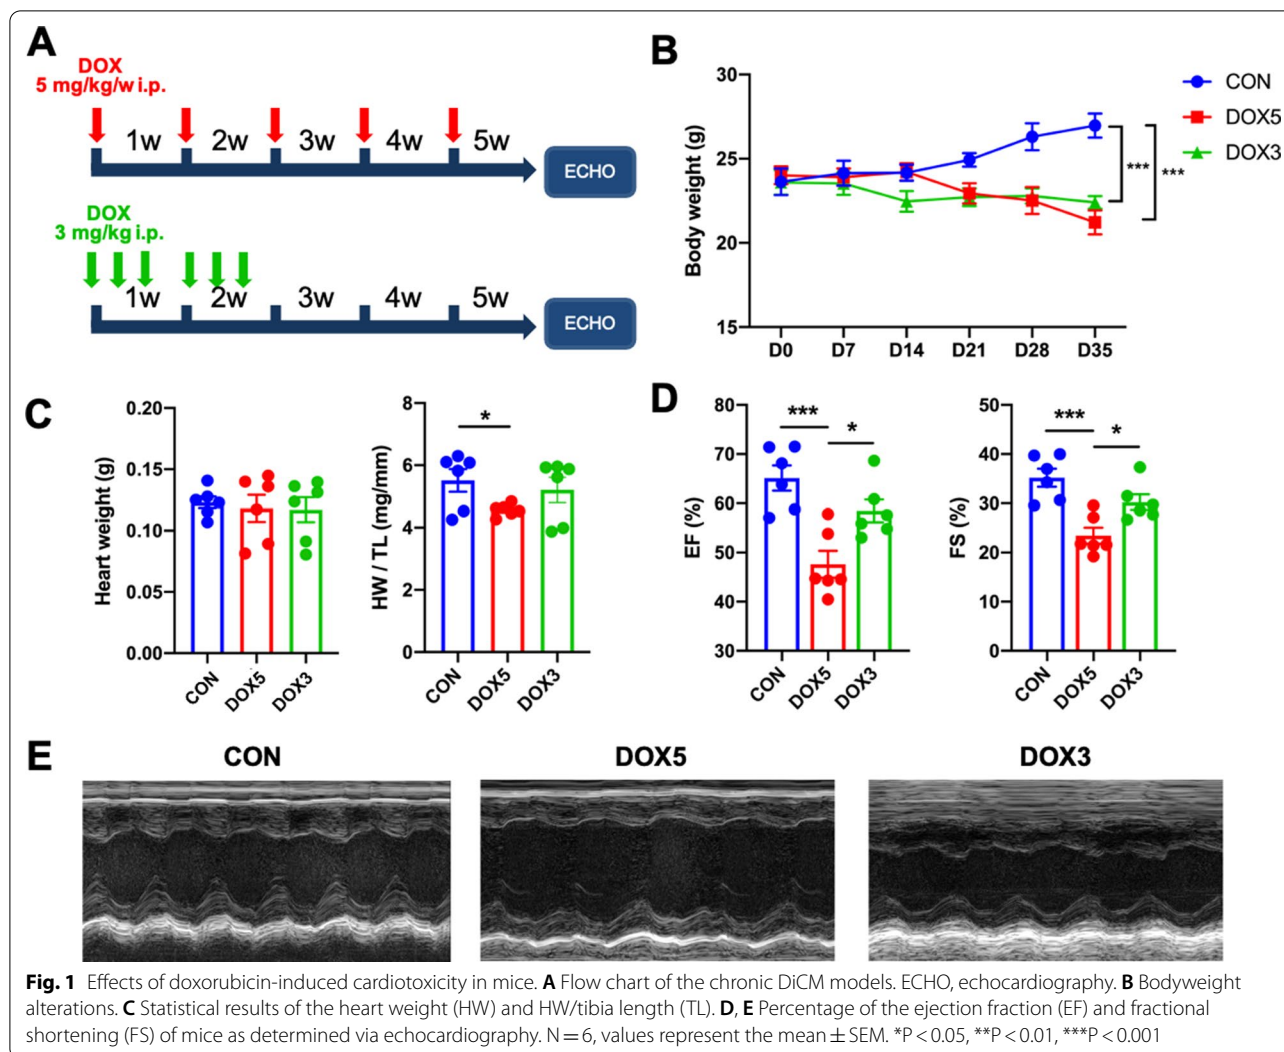 A
DOX
5 mg/kg/w i.p.
1w 2w 3w 4w 5w
ECHO
DOX
3 mg/kg i.p.
1w 2w 3w 4w 5w
ECHO
B
Body weight (g)
30
25
20
15
D0 D7 D14 D21 D28 D35
*** ***
CON
DOX5
DOX3
C
Heart weight (g)
0.20
0.15
0.10
0.05
0.00
CON DOX5 DOX3
HW / TL (mg/mm)
8
6
4
2
0
*
CON DOX5 DOX3
D
EF (%)
80
70
60
50
40
30
*** *
CON DOX5 DOX3
FS (%)
50
40
30
20
10
0
*** *
CON DOX5 DOX3
E
CON DOX5 DOX3
Fig. 1 Effects of doxorubicin-induced cardiotoxicity in mice. A Flow chart of the chronic DiCM models. ECHO, echocardiography. B Bodyweight
alterations. C Statistical results of the heart weight (HW) and HW/tibia length (TL). D, E Percentage of the ejection fraction (EF) and fractional
shortening (FS) of mice as determined via echocardiography. N = 6, values represent the mean ± SEM. *P < 0.05, **P < 0.01, ***P < 0.001